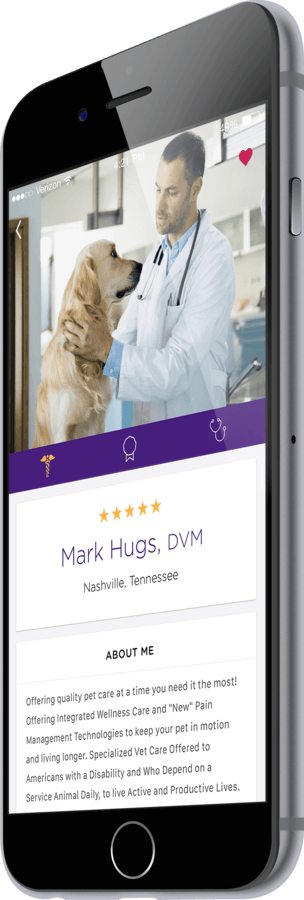 Verizon 4:21 PM
Mark Hugs, DVM
Nashville, Tennessee
ABOUT ME
Offering quality pet care at a time you need it the most!
Offering Integrated Wellness Care and "New" Pain
Management Technologies to keep your pet in motion
and living longer. Specialized Vet Care Offered to
Americans with a Disability and Who Depend on a
Service Animal Daily, to live Active and Productive Lives.